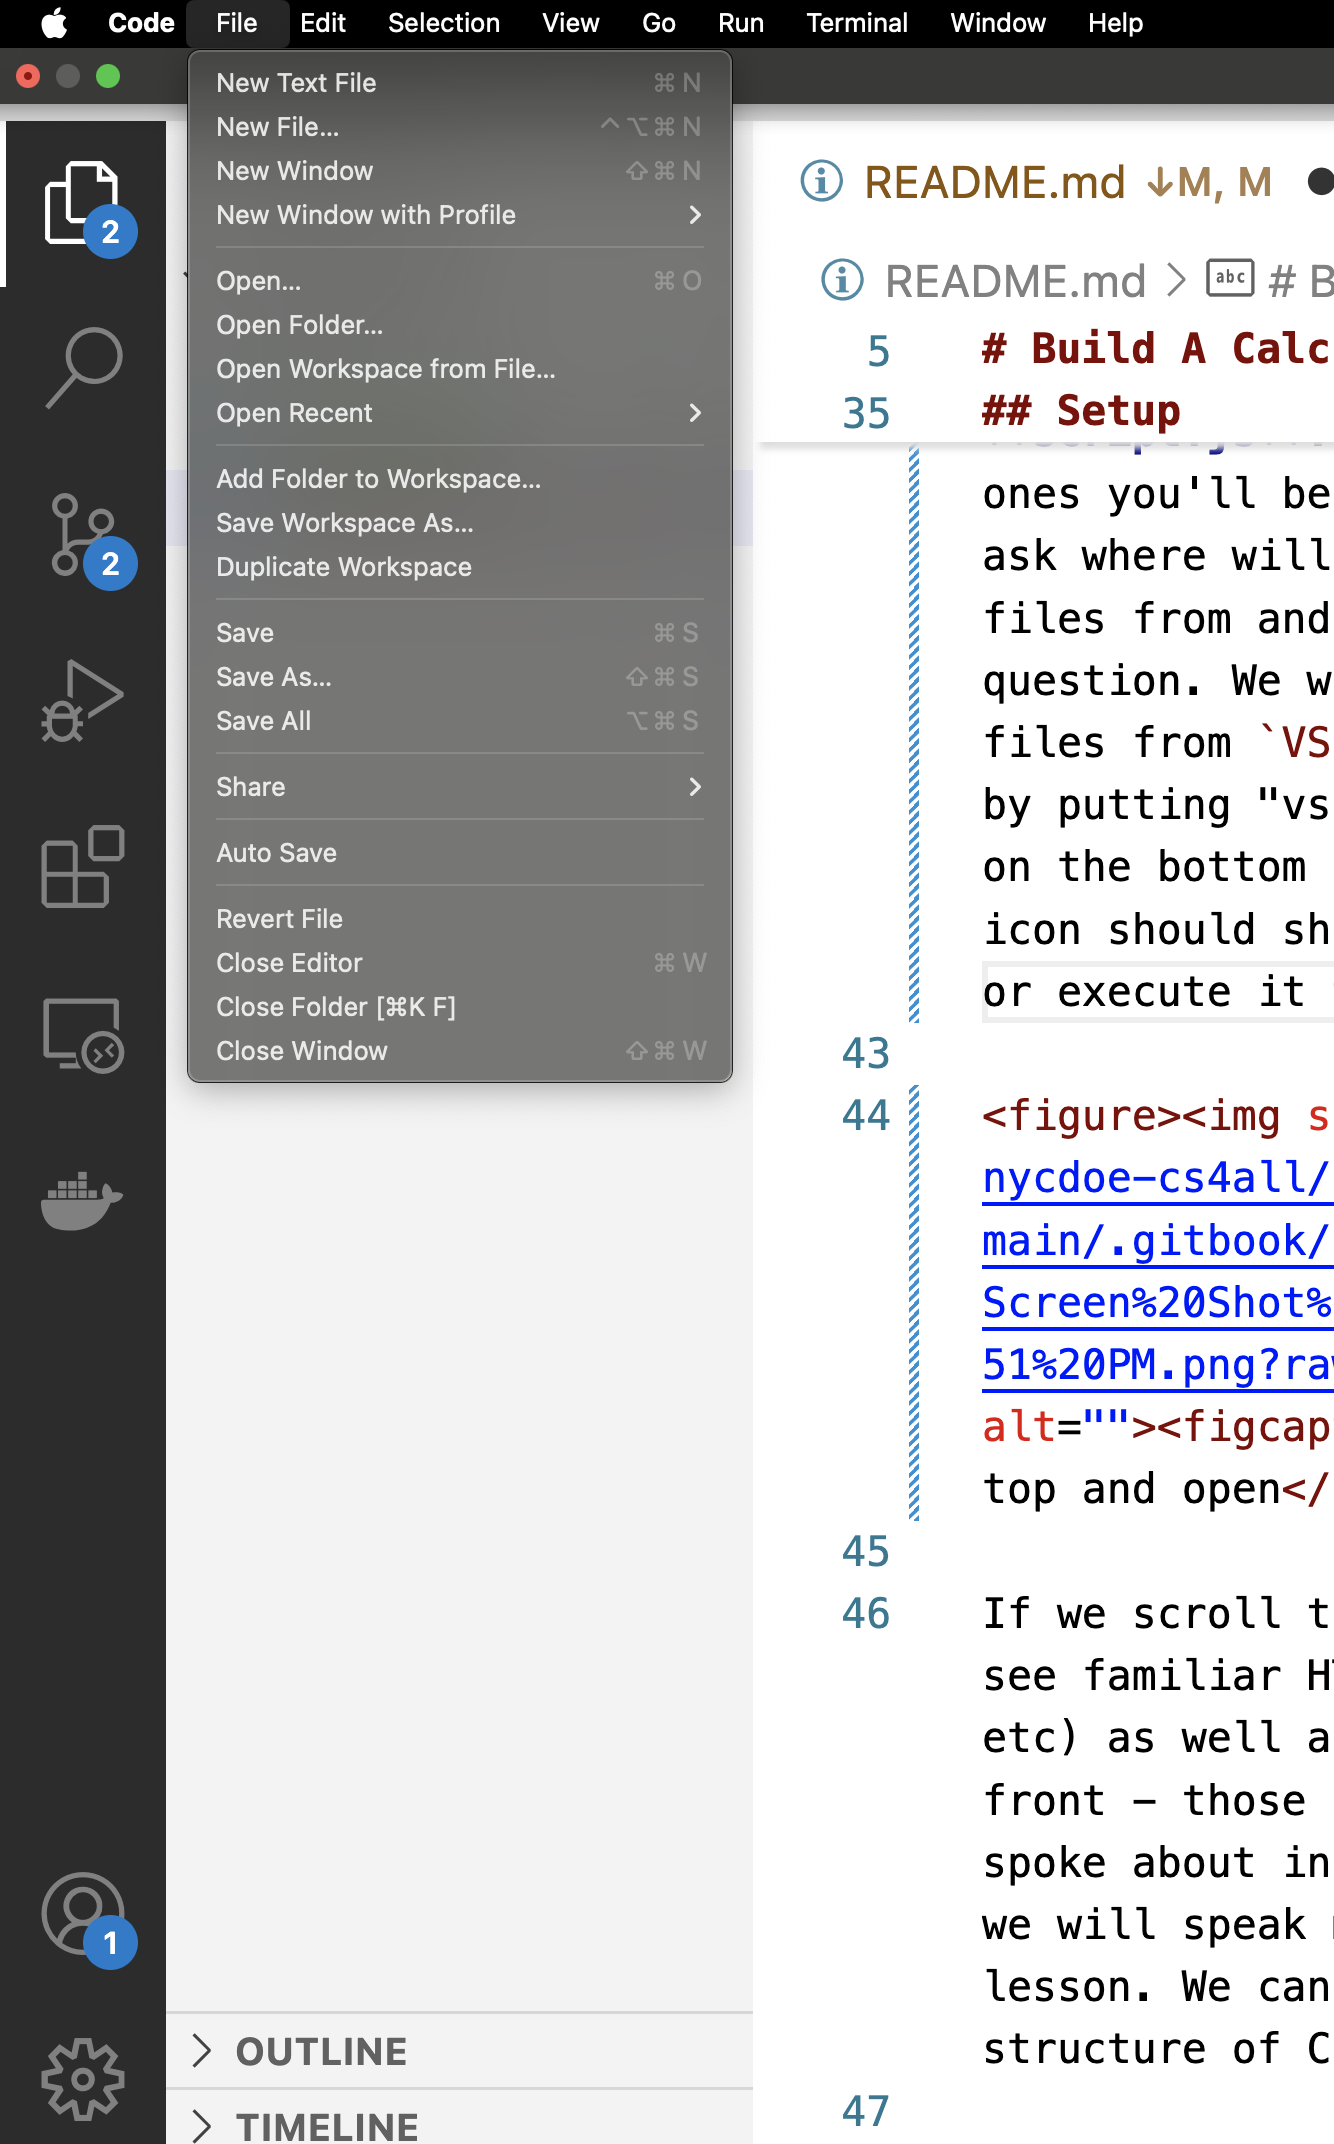 Code File Edit Selection View Go Run Terminal Window Help
New Text File ⌘ N
New File... ^⌥⌘ N
New Window ⇧⌘ N
New Window with Profile
Open... ⌘ O
Open Folder...
Open Workspace from File...
Open Recent
Add Folder to Workspace...
Save Workspace As...
Duplicate Workspace
Save ⌘ S
Save As... ⇧⌘ S
Save All ⌥⌘ S
Share
Auto Save
Revert File
Close Editor ⌘ W
Close Folder [⌘K F]
Close Window ⇧⌘ W
2
2
1
OUTLINE
TIMELINE
README.md ↓M, M
README.md > abc # B
5 # Build A Calc
35 ## Setup
ones you'll be
ask where will
files from and
question. We w
files from `VS
by putting "vs
on the bottom
icon should sh
or execute it
43
44 <figure><img s
nycdoe-cs4all/
main/.gitbook/
Screen%20Shot%
51%20PM.png?raw
alt=""><figcap
top and open</
45
46 If we scroll t
see familiar HT
etc) as well a
front - those
spoke about in
we will speak
lesson. We can
structure of C
47